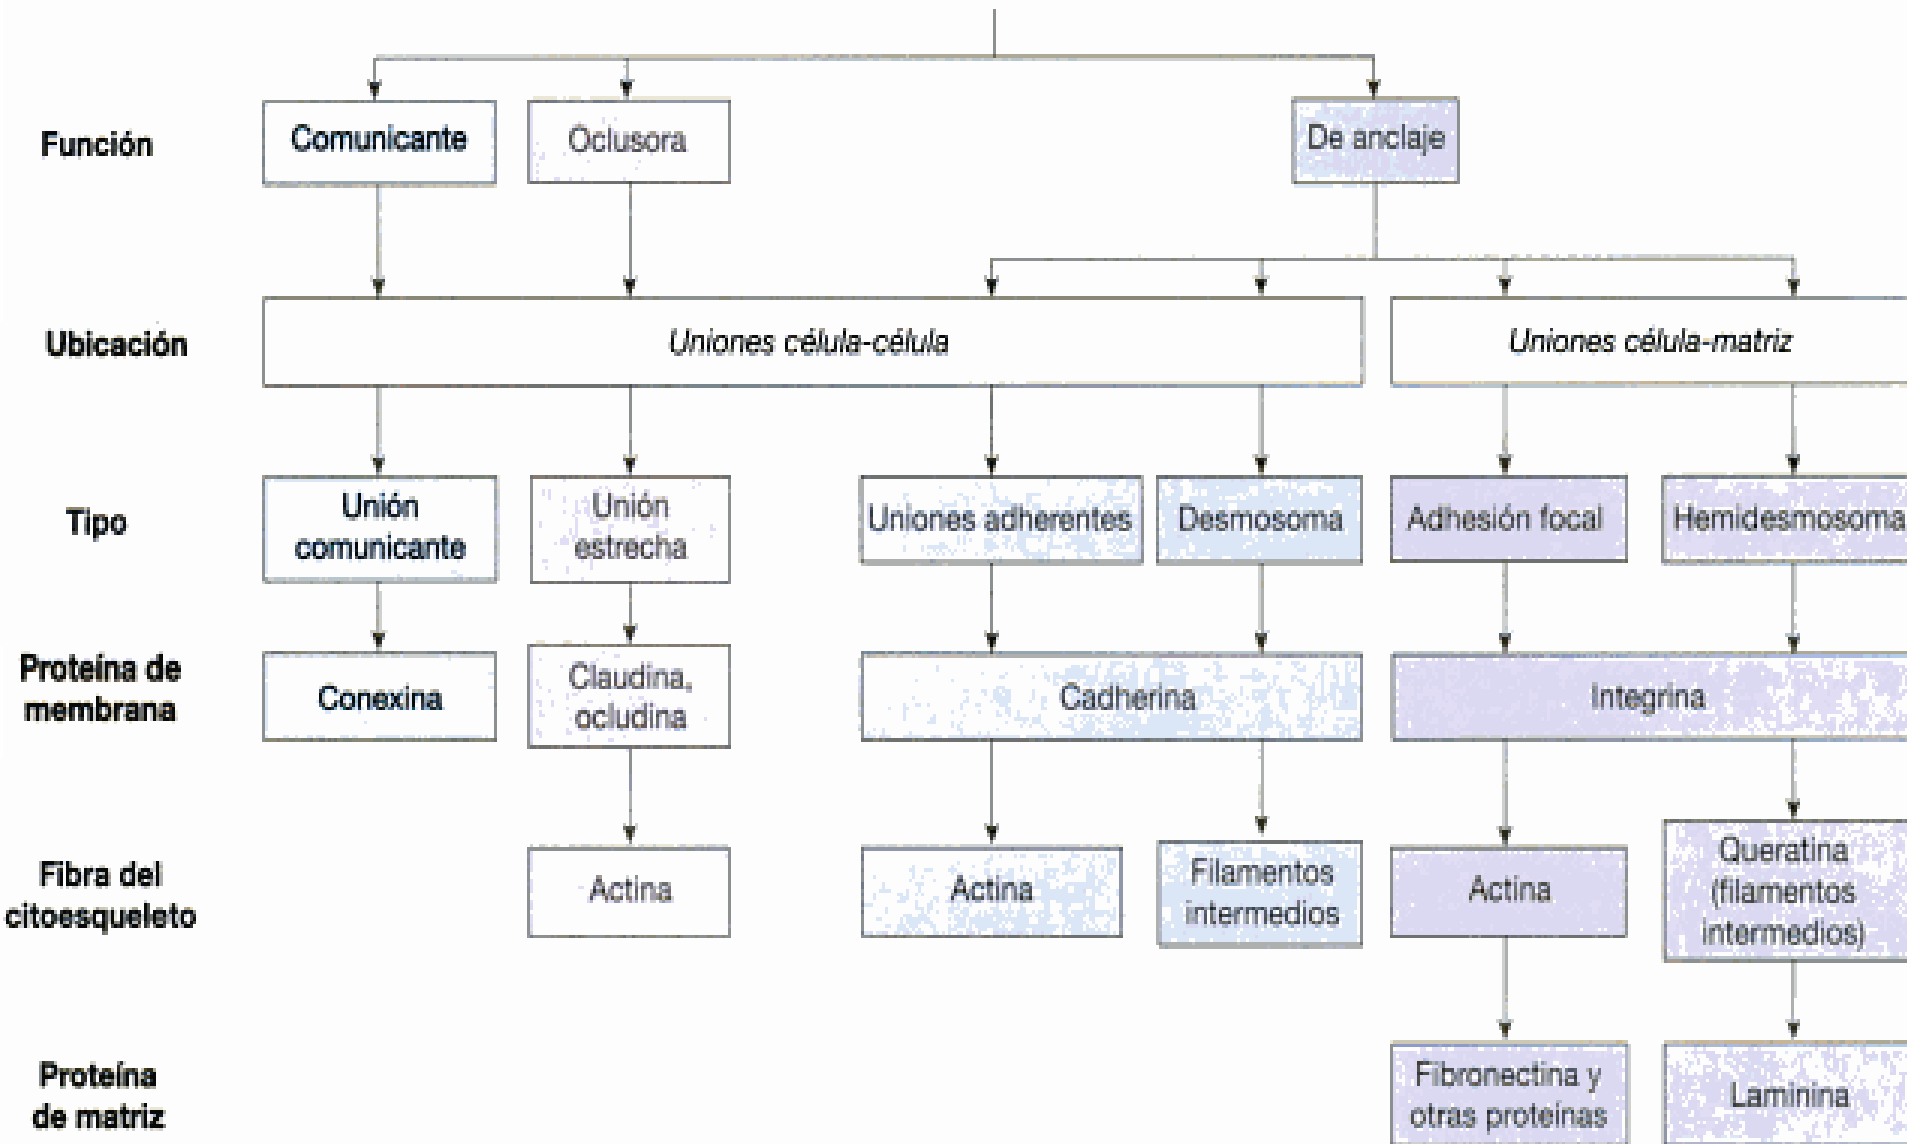 Función
Comunicante
Oclusora
De anclaje
Ubicación
Uniones célula-célula
Uniones célula-matriz
Tipo
Unión
comunicante
Unión
estrecha
Uniones adherentes
Desmosoma
Adhesión focal
Hemidesmosoma
Proteína de
membrana
Conexina
Claudina,
ocludina
Cadherina
Integrina
Fibra del
citoesqueleto
Actina
Actina
Filamentos
intermedios
Actina
Queratina
(filamentos
intermedios)
Proteína
de matriz
Fibronectina y
otras proteínas
Laminina